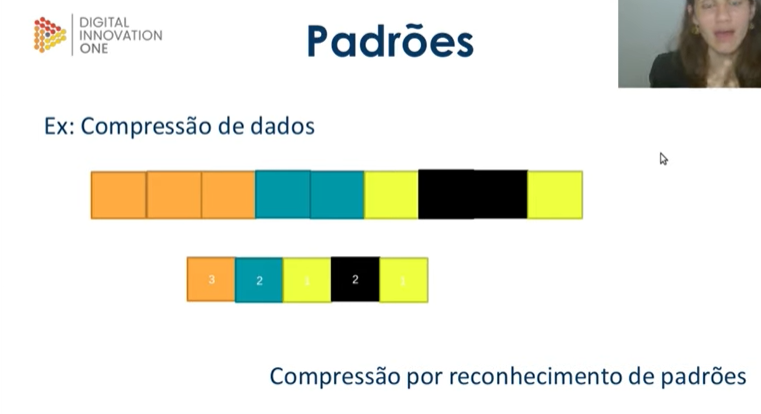 DIGITAL
INNOVATION
ONE
Padrões
Ex: Compressão de dados
3 2 1 2 1
Compressão por reconhecimento de padrões